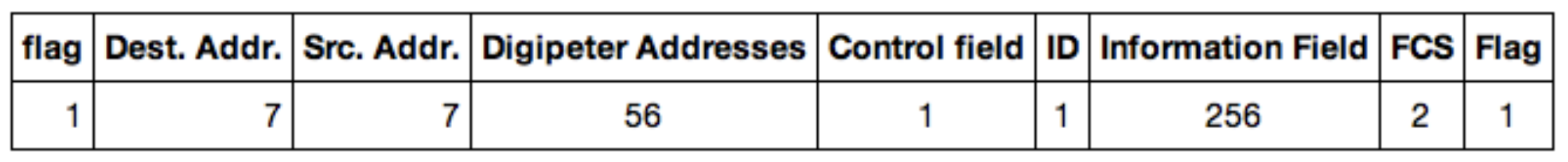 flag Dest. Addr. Src. Addr. Digipeter Addresses Control field ID Information Field FCS Flag
1 7 7 56 1 1 256 2 1